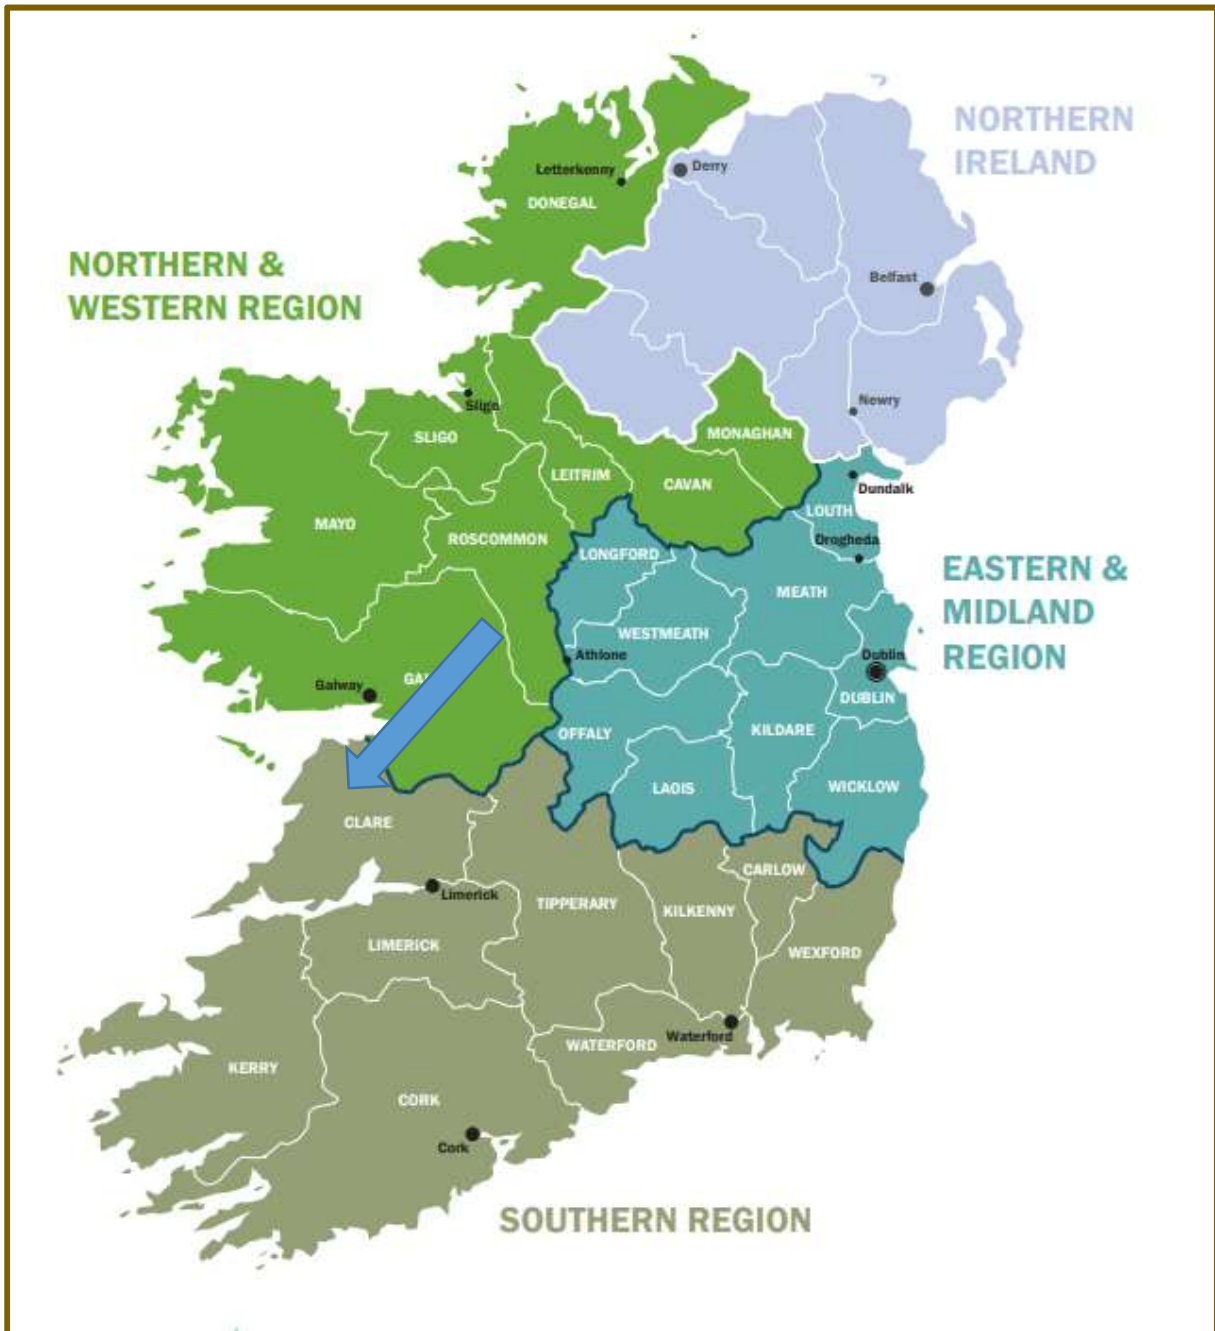 NORTHERN
IRELAND
Derry
Letterkenny
DONEGAL
NORTHERN &
WESTERN REGION
Belfast
Sligo
Newry
SLIGO
MONAGHAN
LEITRIM
CAVAN
Dundalk
MAYO
LOUTH
ROSCOMMON
Drogheda
LONGFORD
EASTERN &
MIDLAND
REGION
MEATH
WESTMEATH
Athlone
Dublin
Galway
GA
DUBLIN
OFFALY
KILDARE
LAOIS
WICKLOW
CLARE
CARLOW
Limerick
TIPPERARY
KILKENNY
LIMERICK
WEXFORD
Waterford
WATERFORD
KERRY
CORK
Cork
SOUTHERN REGION